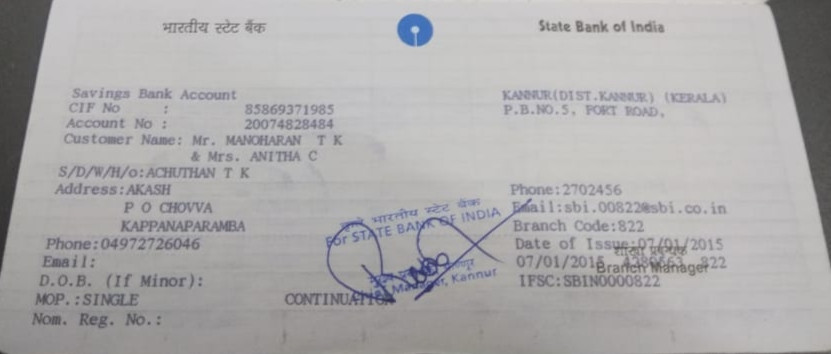 भारतीय स्टेट बैंक
State Bank of India
Savings Bank Account
CIF No : 85869371985
Account No : 20074828484
Customer Name: Mr. MANOHARAN T K
& Mrs. ANITHA C
S/D/W/H/o:ACHUTHAN T K
Address:AKASH
P O CHOVVA
KAPPANAPARAMBA
Phone:04972726046
Email:
D.O.B. (If Minor):
MOP.:SINGLE
CONTINUATION
Nom. Reg. No.:
KANNUR(DIST.KANNUR) (KERALA)
P.B.NO.5, FORT ROAD,
Phone:2702456
Email:sbi.00822@sbi.co.in
Branch Code:822
Date of Issue:07/01/2015
07/01/2015 822
शाखा प्रबन्धक
Branch Manager
IFSC:SBIN0000822
भारतीय स्टेट बैंक
For STATE BANK OF INDIA
Manager, Kannur